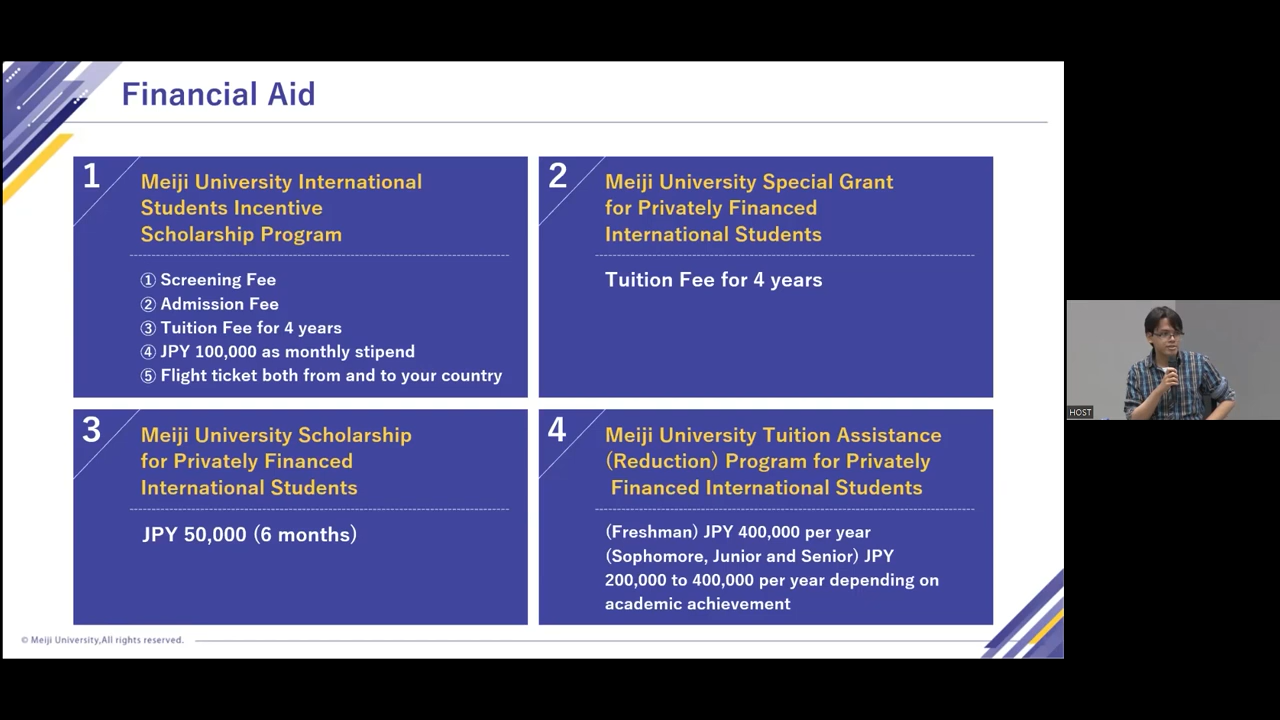 Financial Aid
1
Meiji University International
Students Incentive
Scholarship Program
① Screening Fee
② Admission Fee
③ Tuition Fee for 4 years
④ JPY 100,000 as monthly stipend
⑤ Flight ticket both from and to your country
2
Meiji University Special Grant
for Privately Financed
International Students
Tuition Fee for 4 years
3
Meiji University Scholarship
for Privately Financed
International Students
JPY 50,000 (6 months)
4
Meiji University Tuition Assistance
(Reduction) Program for Privately
Financed International Students
(Freshman) JPY 400,000 per year
(Sophomore, Junior and Senior) JPY
200,000 to 400,000 per year depending on
academic achievement
© Meiji University,All rights reserved.
HOST